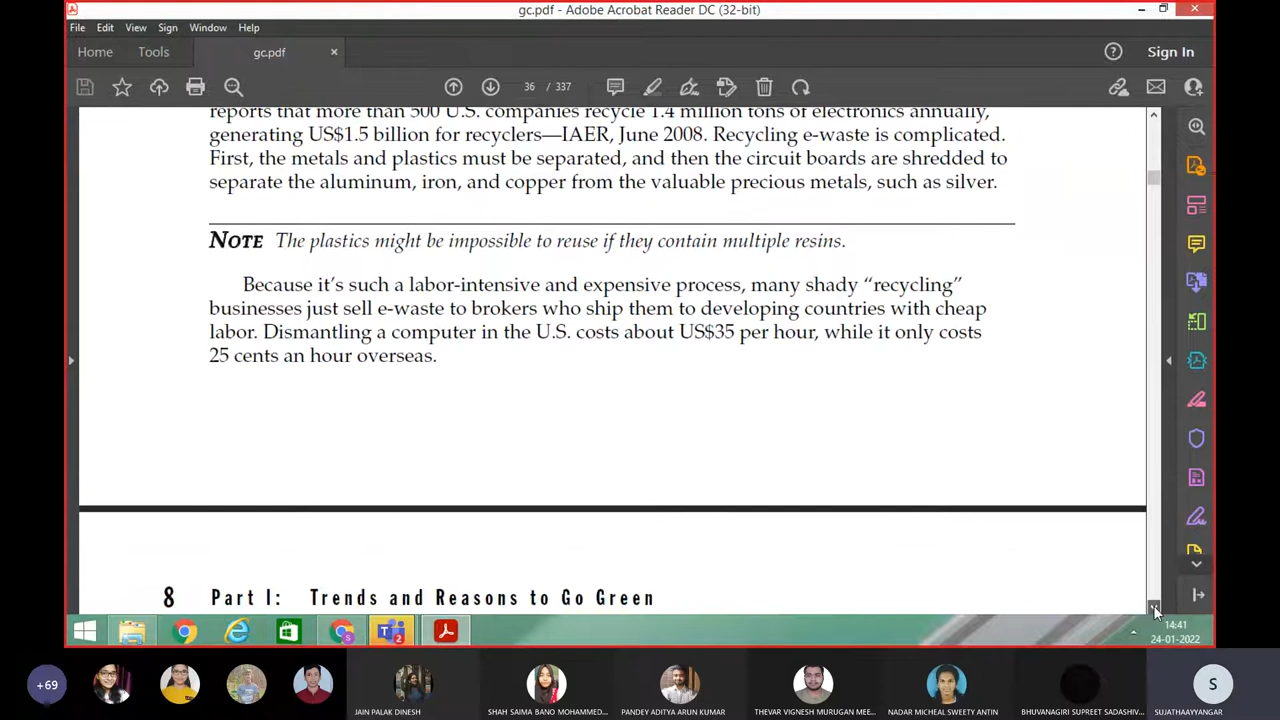 gc.pdf - Adobe Acrobat Reader DC (32-bit)
File Edit View Sign Window Help
Home Tools gc.pdf × Sign In
36 / 337
reports that more than 500 U.S. companies recycle 1.4 million tons of electronics annually,
generating US$1.5 billion for recyclers—IAER, June 2008. Recycling e-waste is complicated.
First, the metals and plastics must be separated, and then the circuit boards are shredded to
separate the aluminum, iron, and copper from the valuable precious metals, such as silver.
NOTE The plastics might be impossible to reuse if they contain multiple resins.
Because it's such a labor-intensive and expensive process, many shady “recycling”
businesses just sell e-waste to brokers who ship them to developing countries with cheap
labor. Dismantling a computer in the U.S. costs about US$35 per hour, while it only costs
25 cents an hour overseas.
8 Part I: Trends and Reasons to Go Green
14:41
24-01-2022
+69
S
JAIN PALAK DINESH
SHAH SAIMA BANO MOHAMMED...
PANDEY ADITYA ARUN KUMAR
THEVAR VIGNESH MURUGAN MEE...
NADAR MICHEAL SWEETY ANTIN
BHUVANAGIRI SUPREET SADASHIV...
SUJATHAAYYANGAR